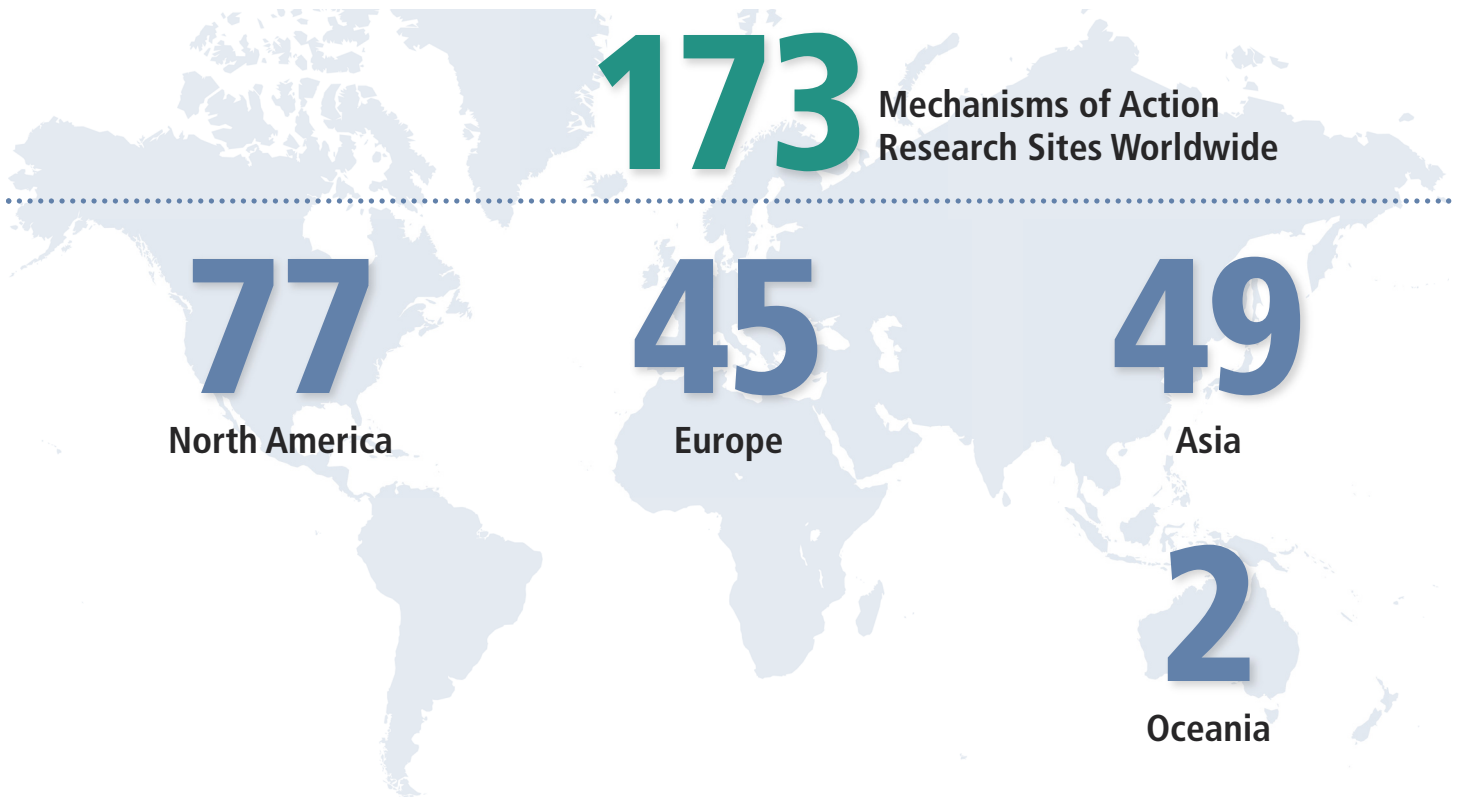 173
Mechanisms of Action
Research Sites Worldwide
77
North America
45
Europe
49
Asia
2
Oceania